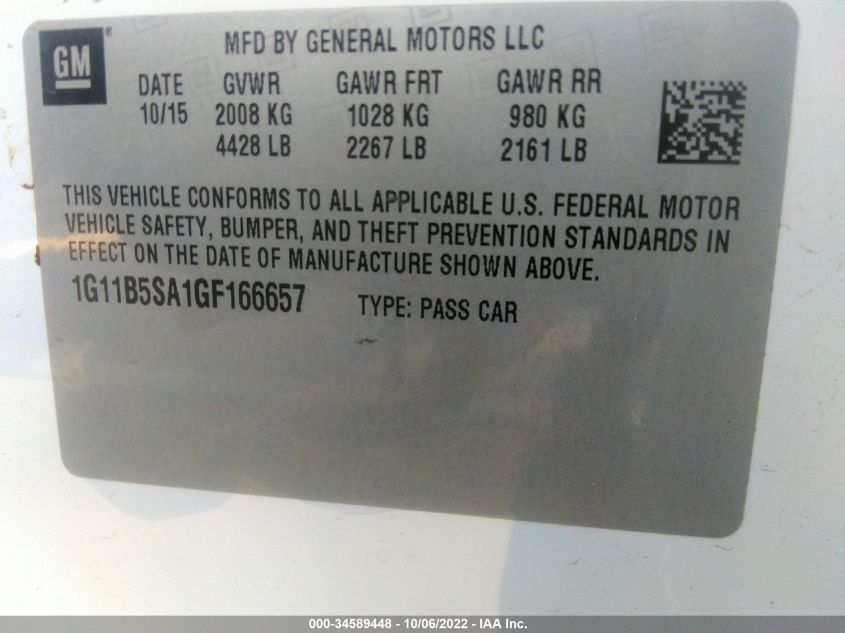 GM ®
MFD BY GENERAL MOTORS LLC
DATE GVWR GAWR FRT GAWR RR
10/15 2008 KG 1028 KG 980 KG
4428 LB 2267 LB 2161 LB
THIS VEHICLE CONFORMS TO ALL APPLICABLE U.S. FEDERAL MOTOR
VEHICLE SAFETY, BUMPER, AND THEFT PREVENTION STANDARDS IN
EFFECT ON THE DATE OF MANUFACTURE SHOWN ABOVE.
1G11B5SA1GF166657 TYPE: PASS CAR
000-34589448 - 10/06/2022 - IAA Inc.